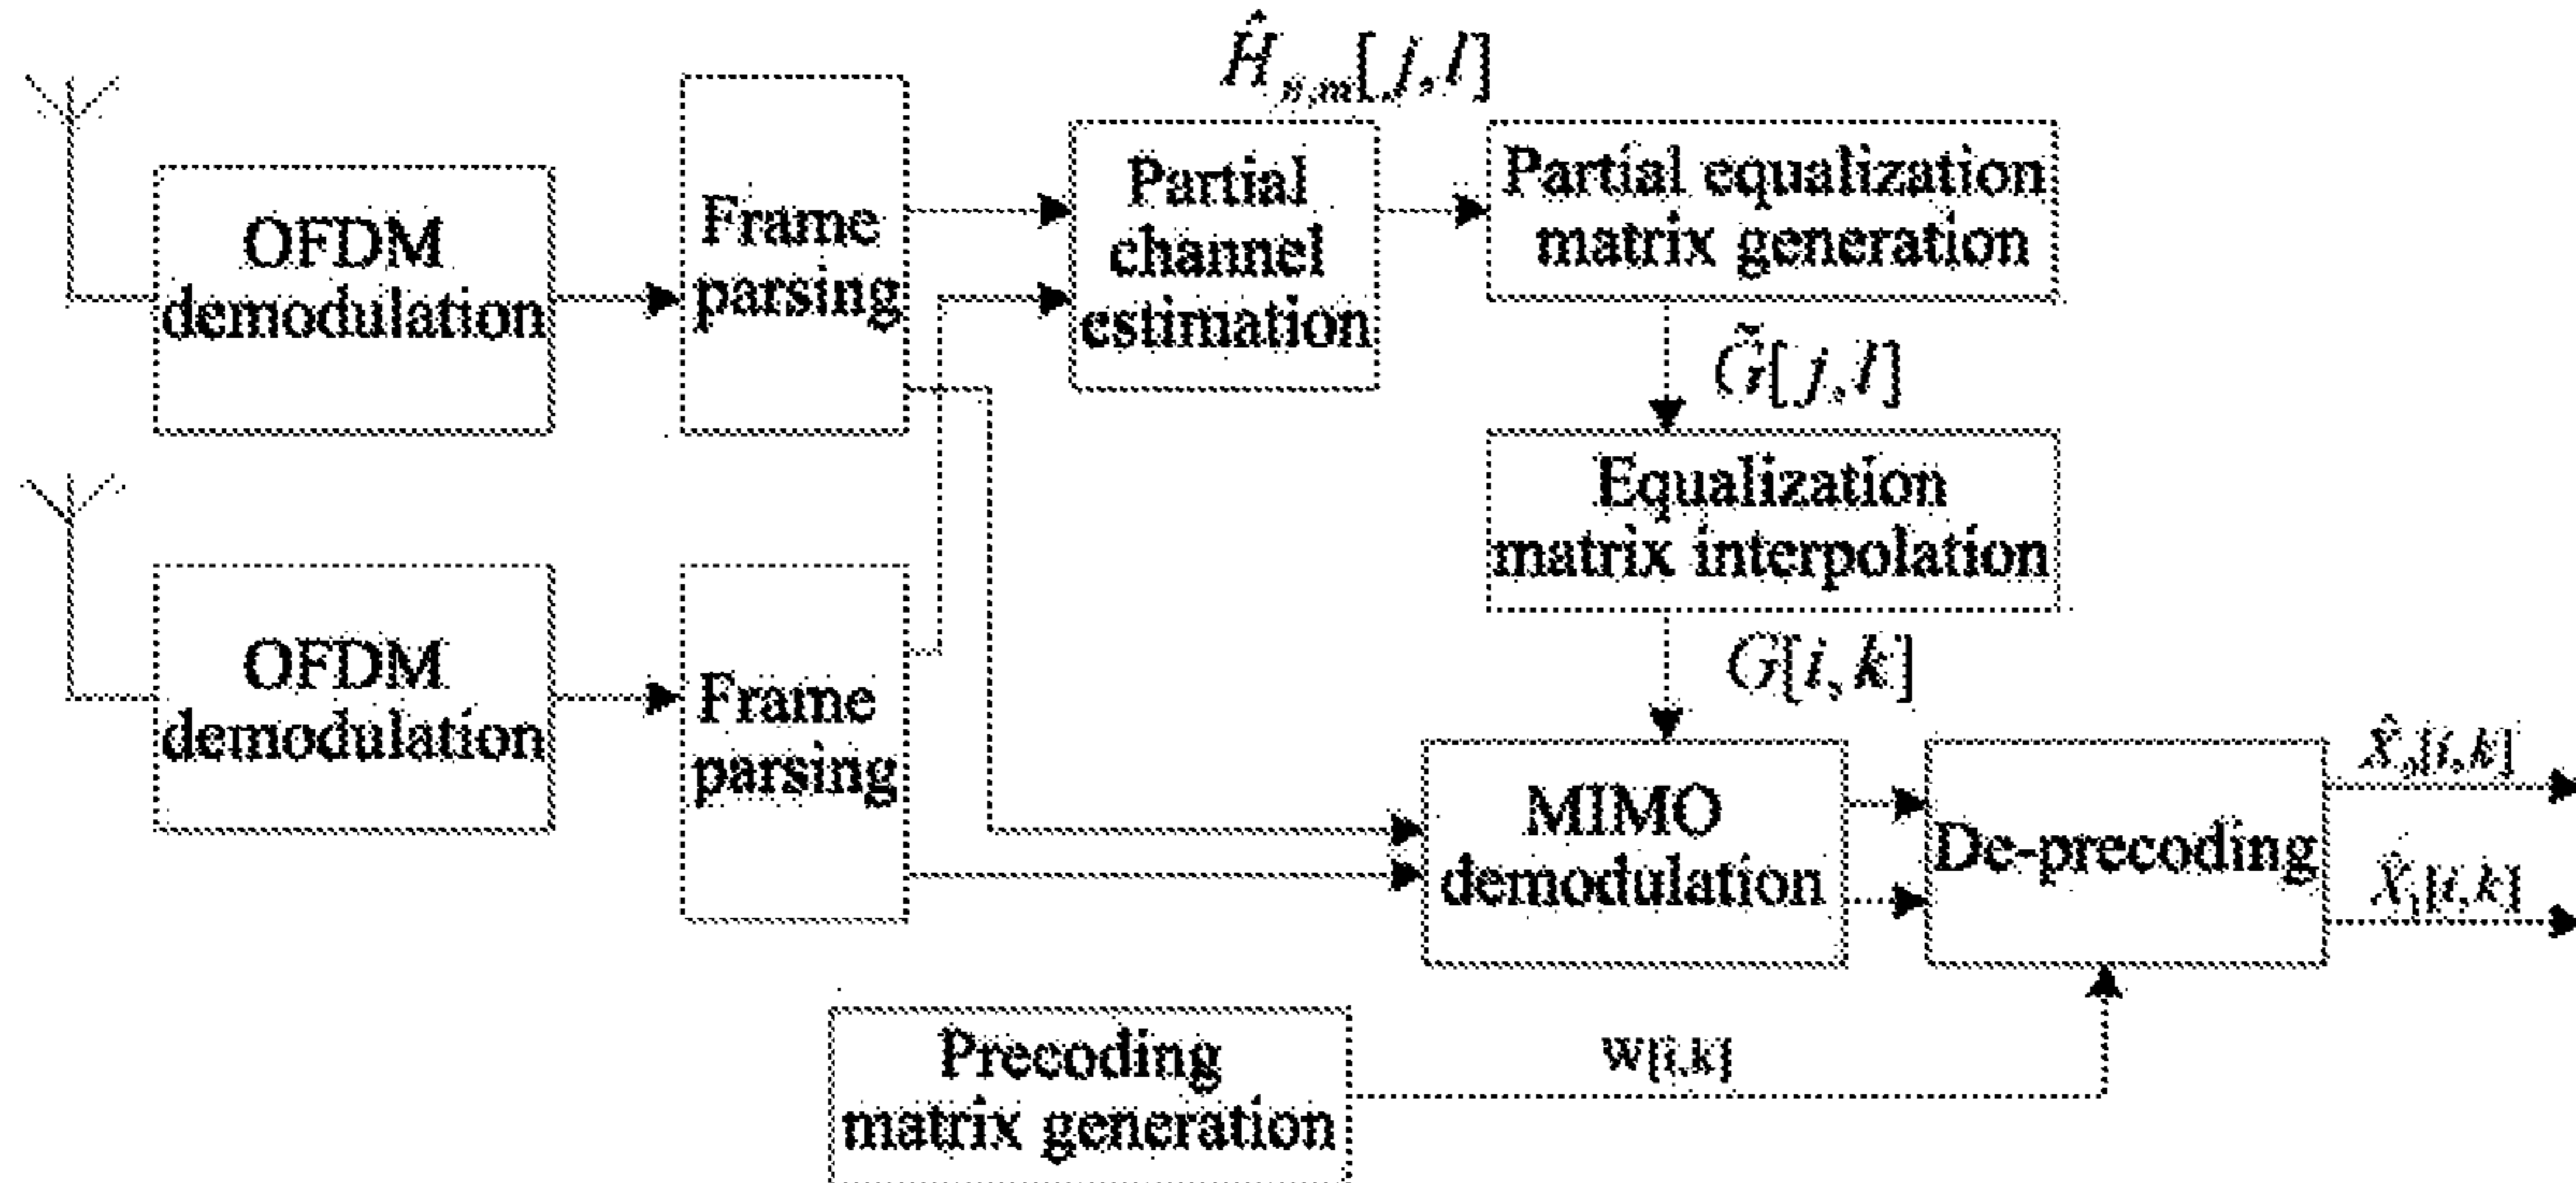 Ĥn,m[j,l]
OFDM
demodulation
Frame
parsing
Partial
channel
estimation
Partial equalization
matrix generation
G̃[j,l]
Equalization
matrix interpolation
G[i,k]
OFDM
demodulation
Frame
parsing
MIMO
demodulation
De-precoding
X̂0[i,k]
X̂1[i,k]
Precoding
matrix generation
W[i,k]